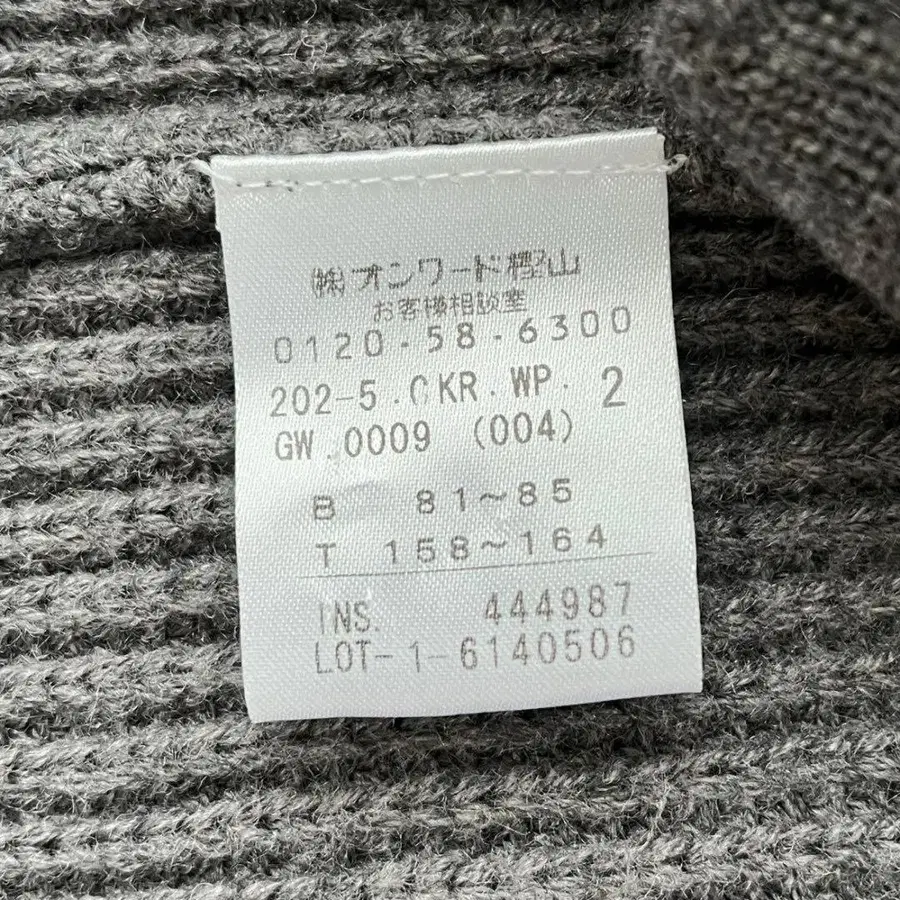 (株)オンワード樫山
お客様相談室
0120-58-6300
202-5.CKR.WP. 2
GW.0009 (004)
B 81~85
T 158~164
INS. 444987
LOT-1-6140506